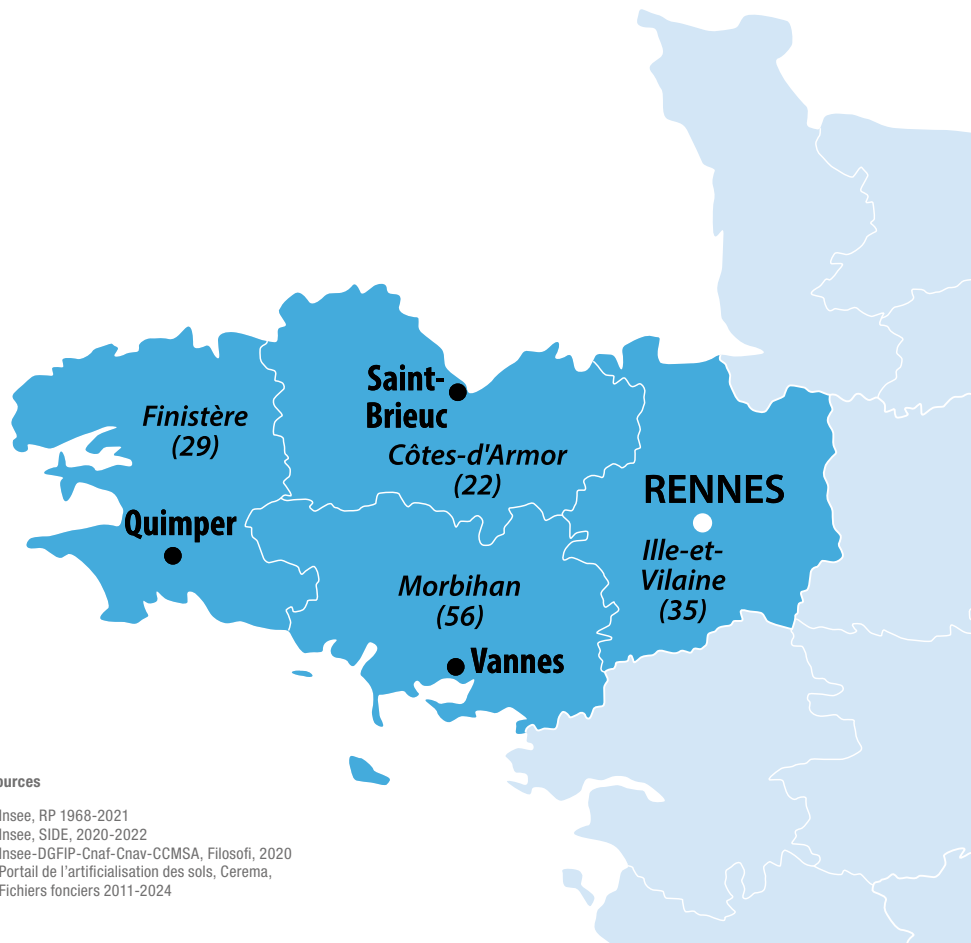 Saint-
Brieuc
Finistère
(29)
Côtes-d'Armor
(22)
RENNES
Quimper
Ille-et-
Vilaine
(35)
Morbihan
(56)
Vannes
ources
Insee, RP 1968-2021
Insee, SIDE, 2020-2022
Insee-DGFIP-Cnaf-Cnav-CCMSA, Filosofi, 2020
Portail de l'artificialisation des sols, Cerema,
Fichiers fonciers 2011-2024